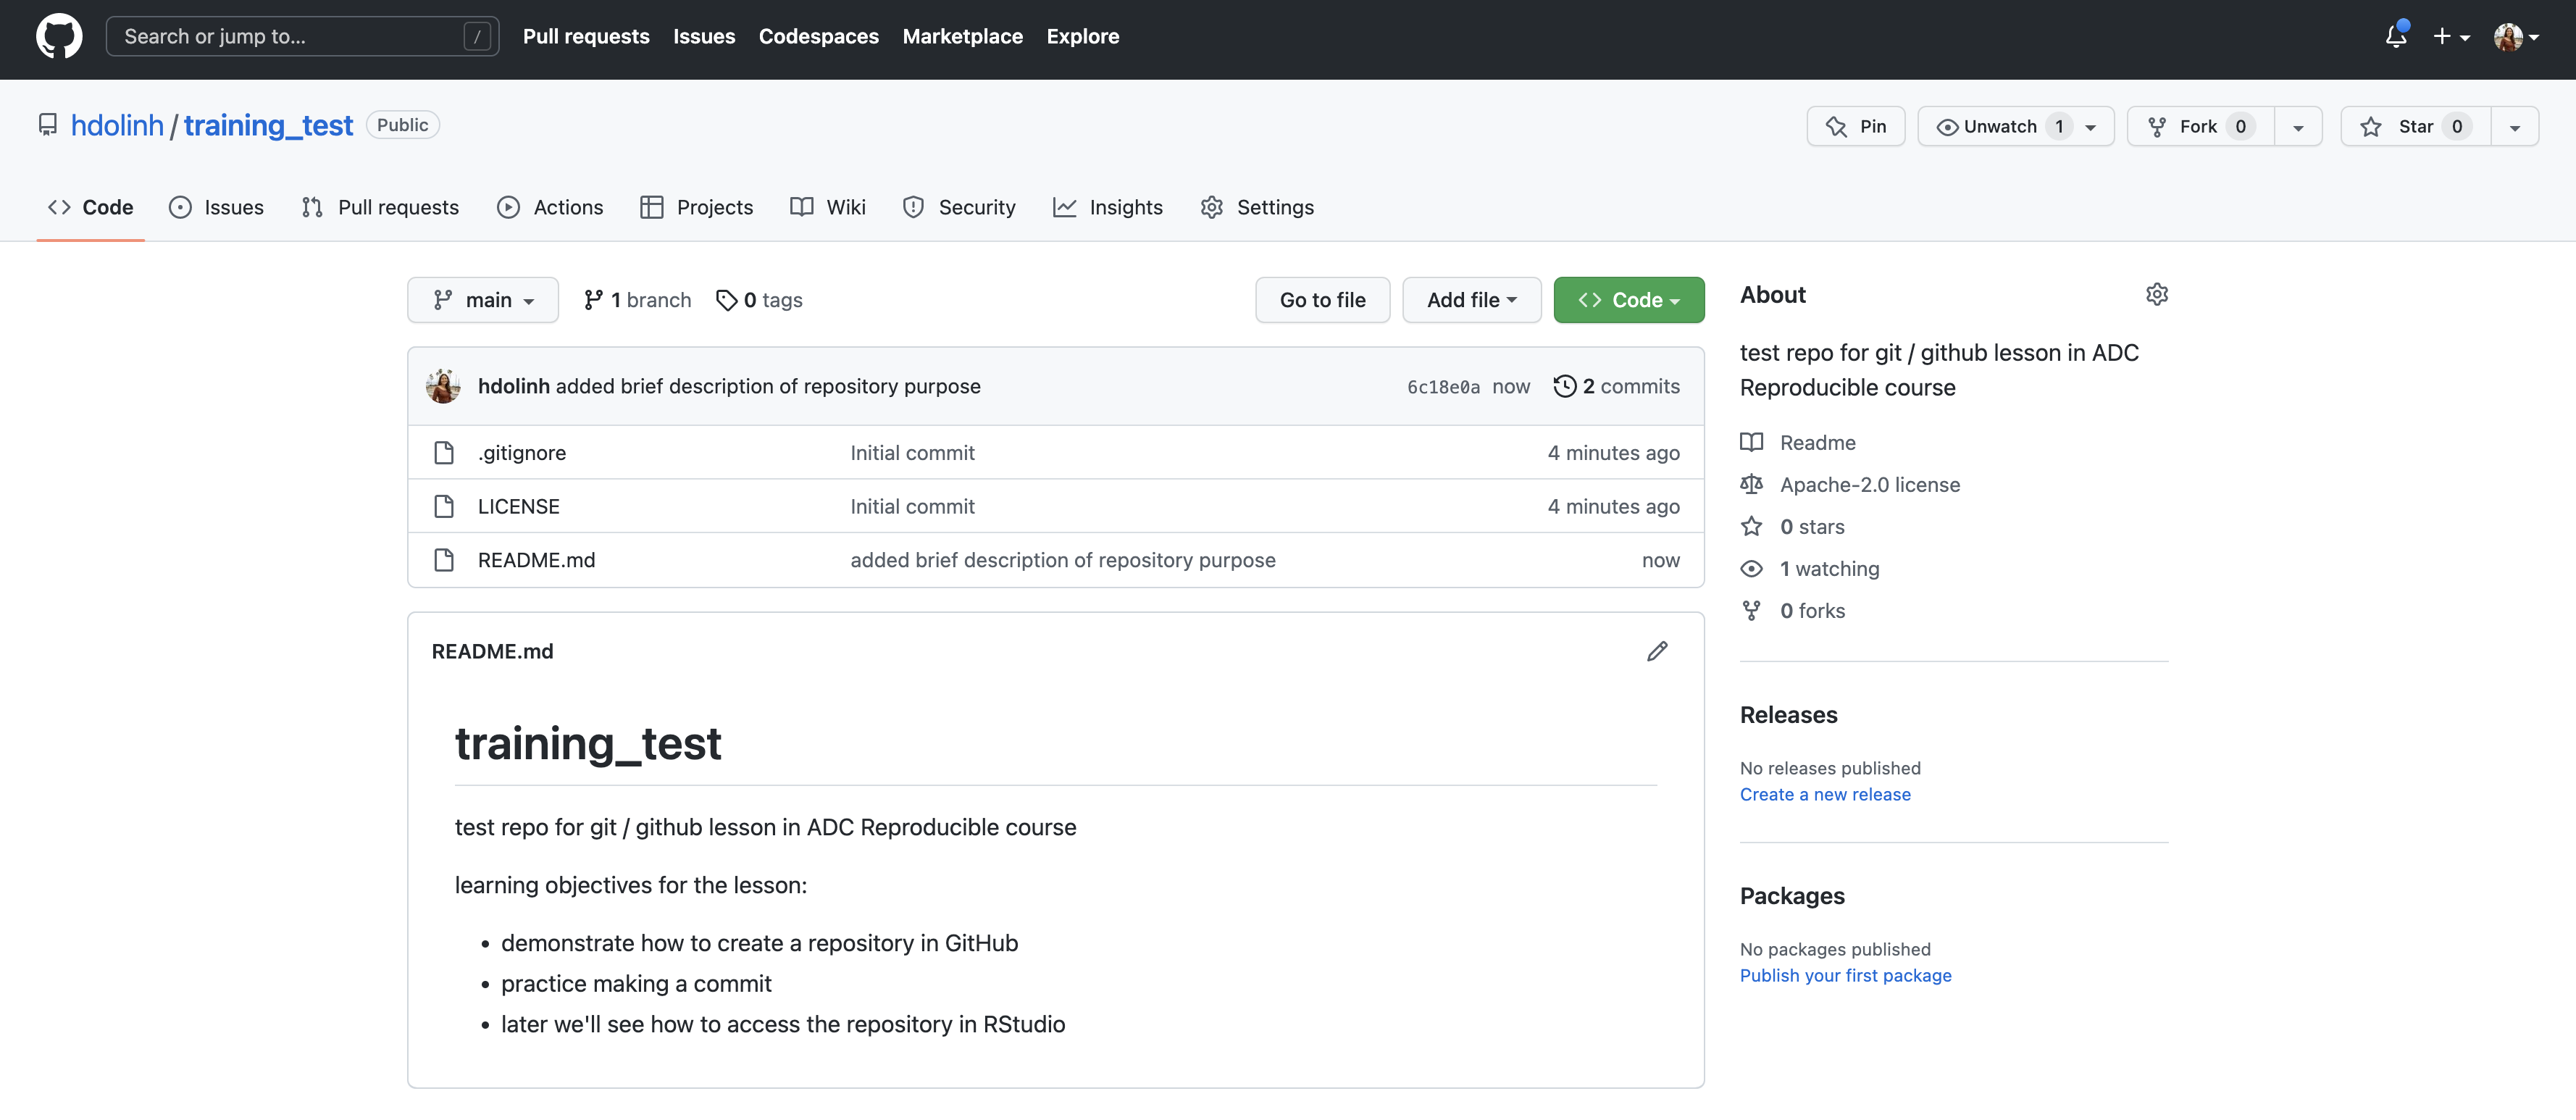 Search or jump to... / Pull requests Issues Codespaces Marketplace Explore
hdolinh / training_test Public Pin Unwatch 1 Fork 0 Star 0
Code Issues Pull requests Actions Projects Wiki Security Insights Settings
main 1 branch 0 tags Go to file Add file Code
hdolinh added brief description of repository purpose 6c18e0a now 2 commits
.gitignore Initial commit 4 minutes ago
LICENSE Initial commit 4 minutes ago
README.md added brief description of repository purpose now
README.md
training_test
test repo for git / github lesson in ADC Reproducible course
learning objectives for the lesson:
• demonstrate how to create a repository in GitHub
• practice making a commit
• later we'll see how to access the repository in RStudio
About
test repo for git / github lesson in ADC
Reproducible course
Readme
Apache-2.0 license
0 stars
1 watching
0 forks
Releases
No releases published
Create a new release
Packages
No packages published
Publish your first package